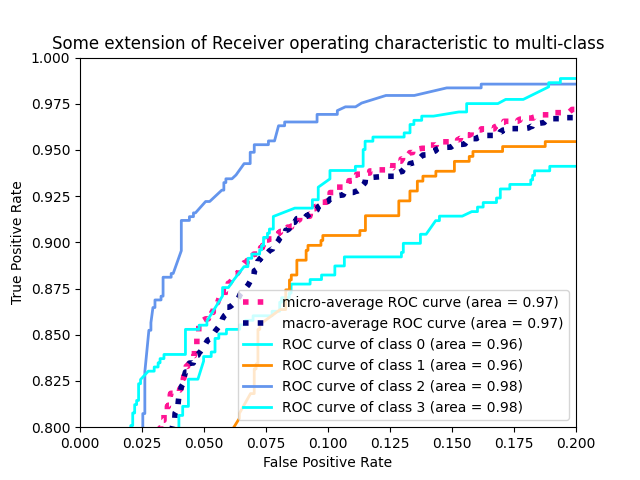 Some extension of Receiver operating characteristic to multi-class
1.000
0.975
0.950
0.925
0.900
0.875
0.850
0.825
0.800
True Positive Rate
micro-average ROC curve (area = 0.97)
macro-average ROC curve (area = 0.97)
ROC curve of class 0 (area = 0.96)
ROC curve of class 1 (area = 0.96)
ROC curve of class 2 (area = 0.98)
ROC curve of class 3 (area = 0.98)
0.000 0.025 0.050 0.075 0.100 0.125 0.150 0.175 0.200
False Positive Rate